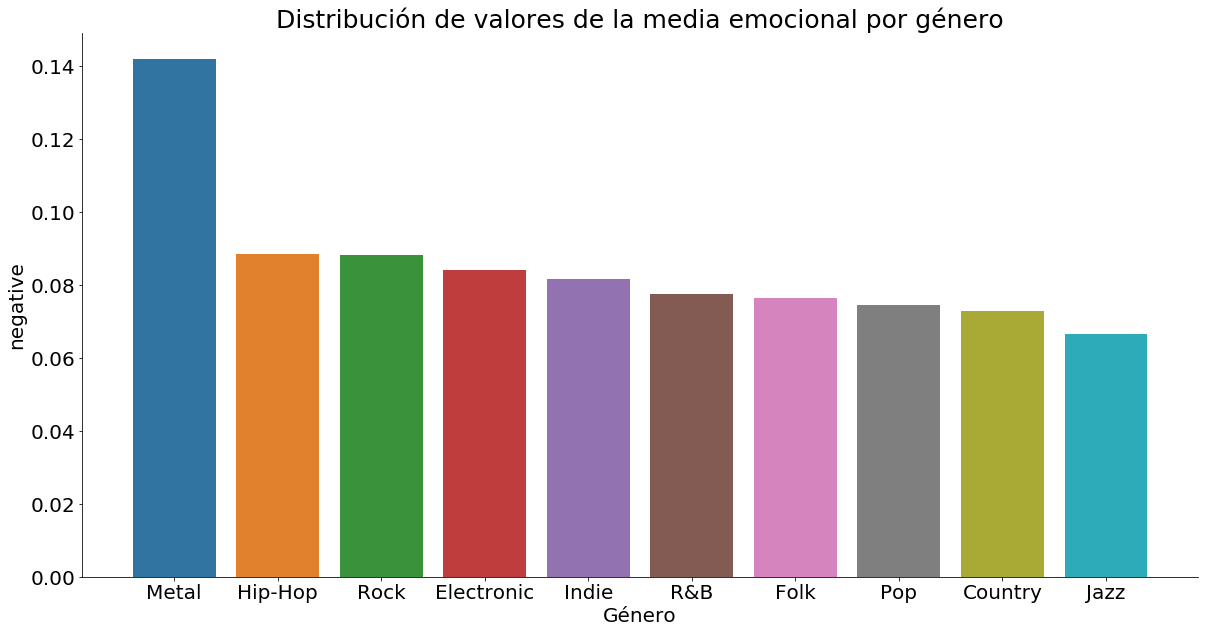 Distribución de valores de la media emocional por género
0.14
0.12
0.10
0.08
0.06
0.04
0.02
0.00
negative
Metal Hip-Hop Rock Electronic Indie R&B Folk Pop Country Jazz
Género